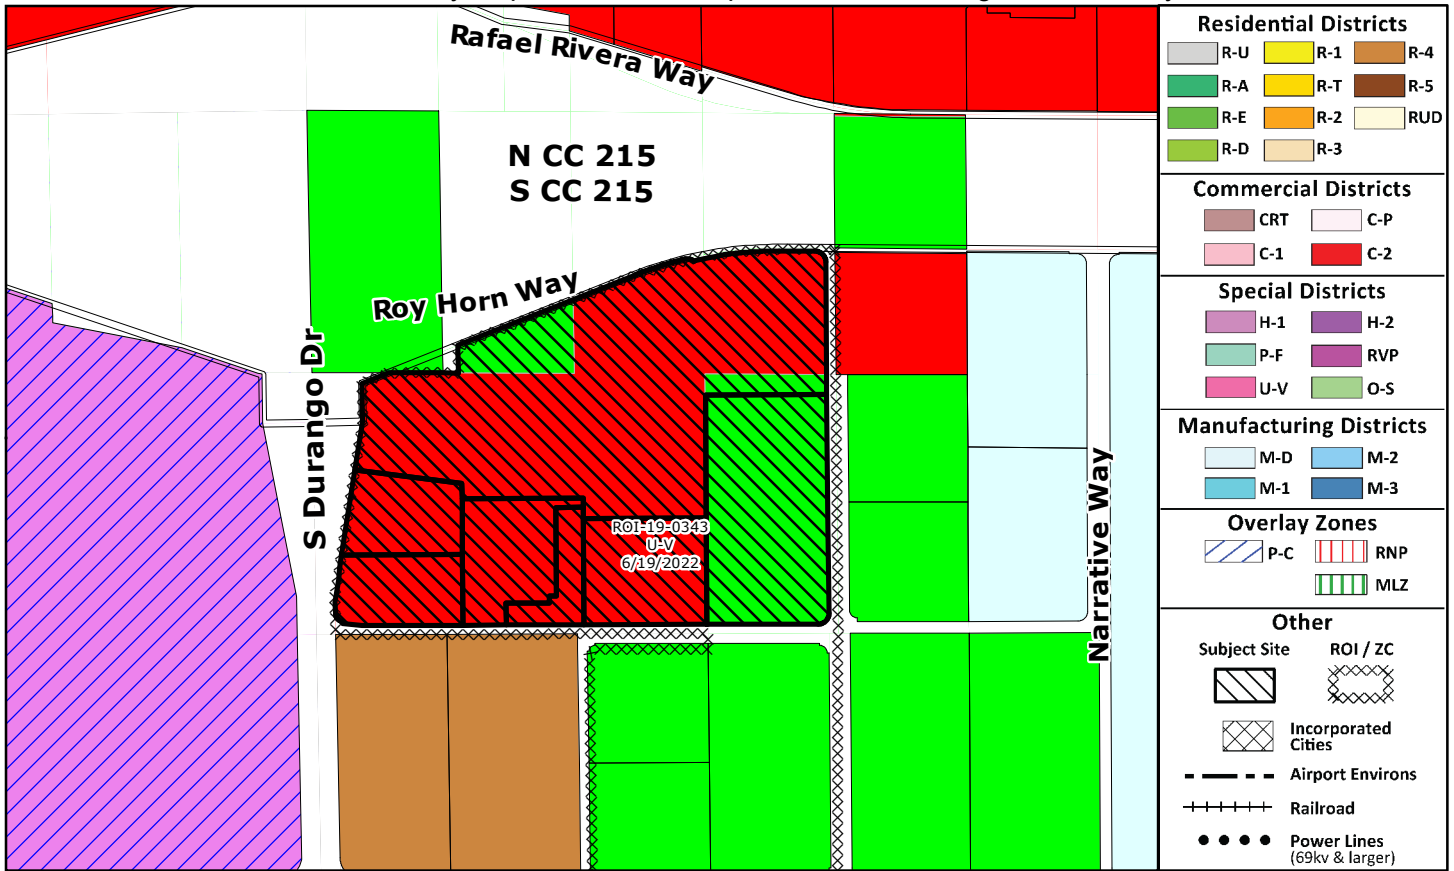 Rafael Rivera Way
N CC 215
S CC 215
Roy Horn Way
S Durango Dr
ROI-19-0343
U-V
6/19/2022
Narrative Way
Residential Districts
R-U R-1 R-4
R-A R-T R-5
R-E R-2 RUD
R-D R-3
Commercial Districts
CRT C-P
C-1 C-2
Special Districts
H-1 H-2
P-F RVP
U-V O-S
Manufacturing Districts
M-D M-2
M-1 M-3
Overlay Zones
P-C RNP
MLZ
Other
Subject Site ROI / ZC
Incorporated
Cities
Airport Environs
Railroad
Power Lines
(69kv & larger)